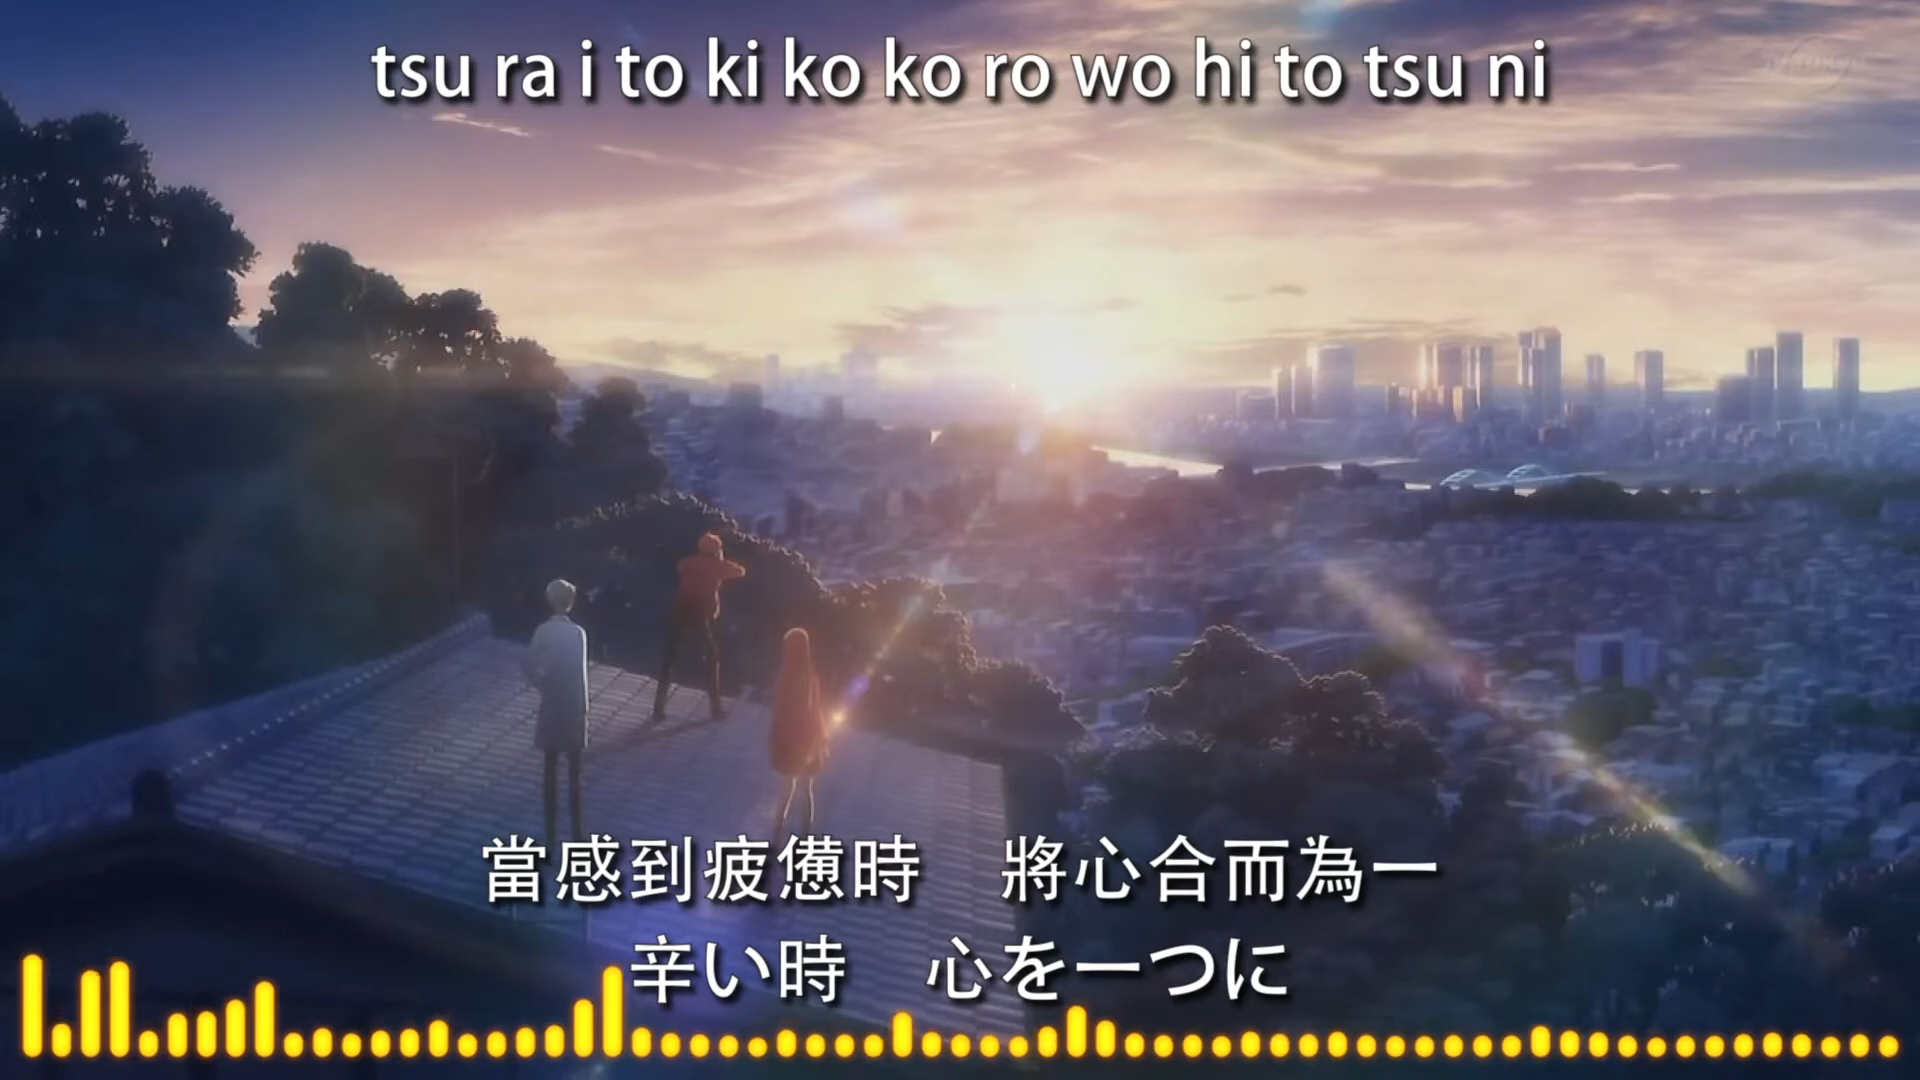 tsu ra i to ki ko ko ro wo hi to tsu ni
當感到疲憊時　將心合而為一
辛い時　心を一つに